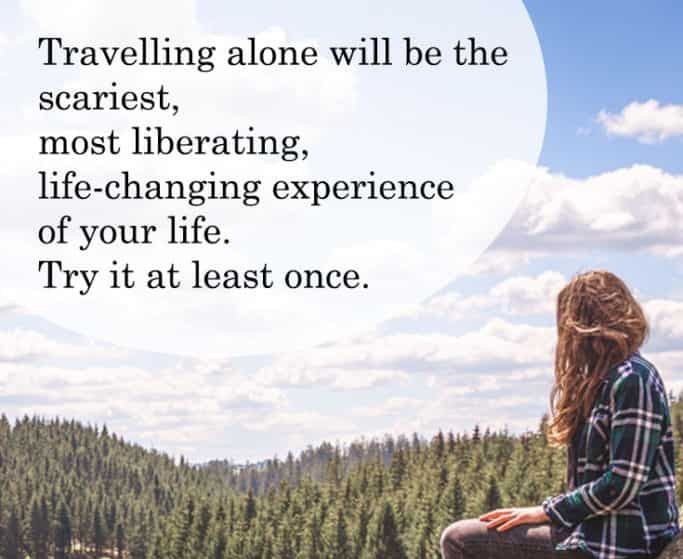 Travelling alone will be the
scariest,
most liberating,
life-changing experience
of your life.
Try it at least once.